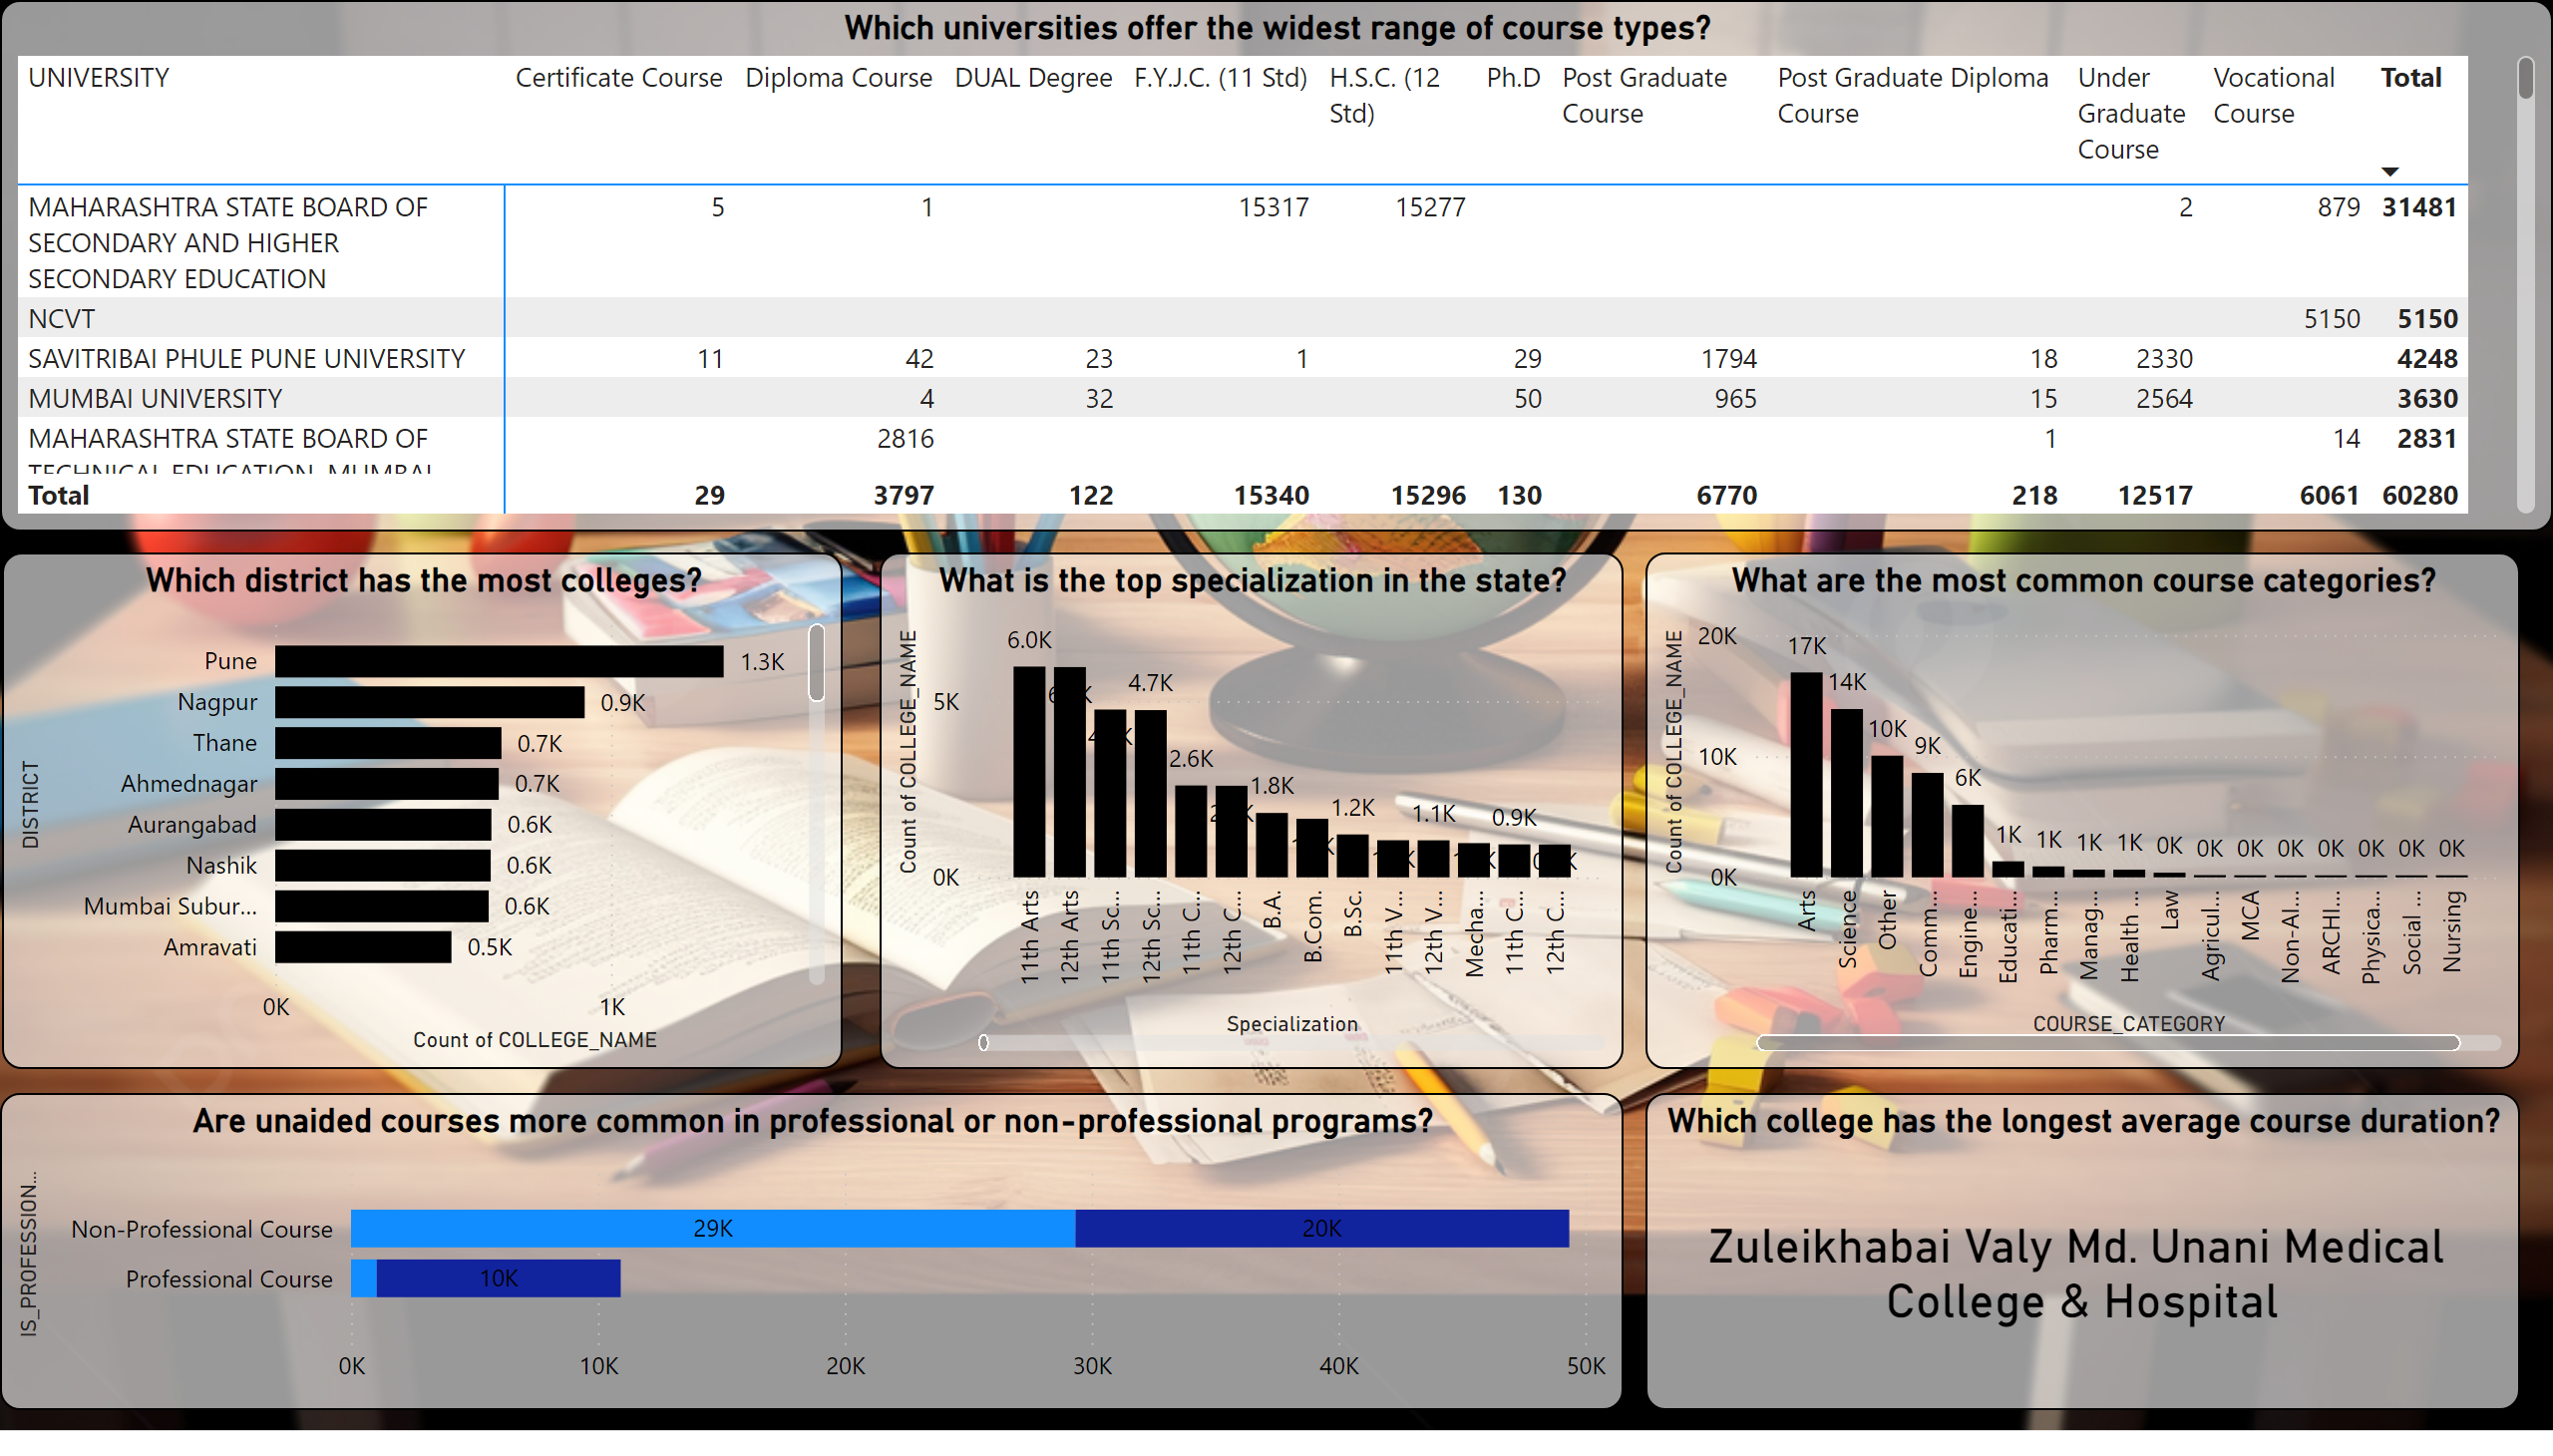 Which universities offer the widest range of course types?
UNIVERSITY Certificate Course Diploma Course DUAL Degree F.Y.J.C. (11 Std) H.S.C. (12 Std) Ph.D Post Graduate Course Post Graduate Diploma Course Under Graduate Course Vocational Course Total
MAHARASHTRA STATE BOARD OF 5 1 15317 15277 2 879 31481
SECONDARY AND HIGHER
SECONDARY EDUCATION
NCVT 5150 5150
SAVITRIBAI PHULE PUNE UNIVERSITY 11 42 23 1 29 1794 18 2330 4248
MUMBAI UNIVERSITY 4 32 50 965 15 2564 3630
MAHARASHTRA STATE BOARD OF 2816 1 14 2831
TECHNICAL EDUCATION, MUMBAI
Total 29 3797 122 15340 15296 130 6770 218 12517 6061 60280
Which district has the most colleges?
DISTRICT
Pune 1.3K
Nagpur 0.9K
Thane 0.7K
Ahmednagar 0.7K
Aurangabad 0.6K
Nashik 0.6K
Mumbai Subur... 0.6K
Amravati 0.5K
0K 1K
Count of COLLEGE_NAME
What is the top specialization in the state?
Count of COLLEGE_NAME
5K
0K
6.0K 4.7K 2.6K 1.8K 1.2K 1.1K 0.9K
11th Arts
12th Arts
11th Sc...
12th Sc...
11th C...
12th C...
B.A.
B.Com.
B.Sc.
11th V...
12th V...
Mecha...
11th C...
12th C...
Specialization
What are the most common course categories?
Count of COLLEGE_NAME
20K
10K
0K
17K 14K 10K 9K 6K 1K 1K 1K 1K 0K 0K 0K 0K 0K 0K 0K 0K
Arts
Science
Other
Comm...
Engine...
Educati...
Pharm...
Manag...
Health ...
Law
Agricul...
MCA
Non-AI...
ARCHI...
Physica...
Social ...
Nursing
COURSE_CATEGORY
Are unaided courses more common in professional or non-professional programs?
IS_PROFESSION...
Non-Professional Course 29K 20K
Professional Course 10K
0K 10K 20K 30K 40K 50K
Which college has the longest average course duration?
Zuleikhabai Valy Md. Unani Medical
College & Hospital